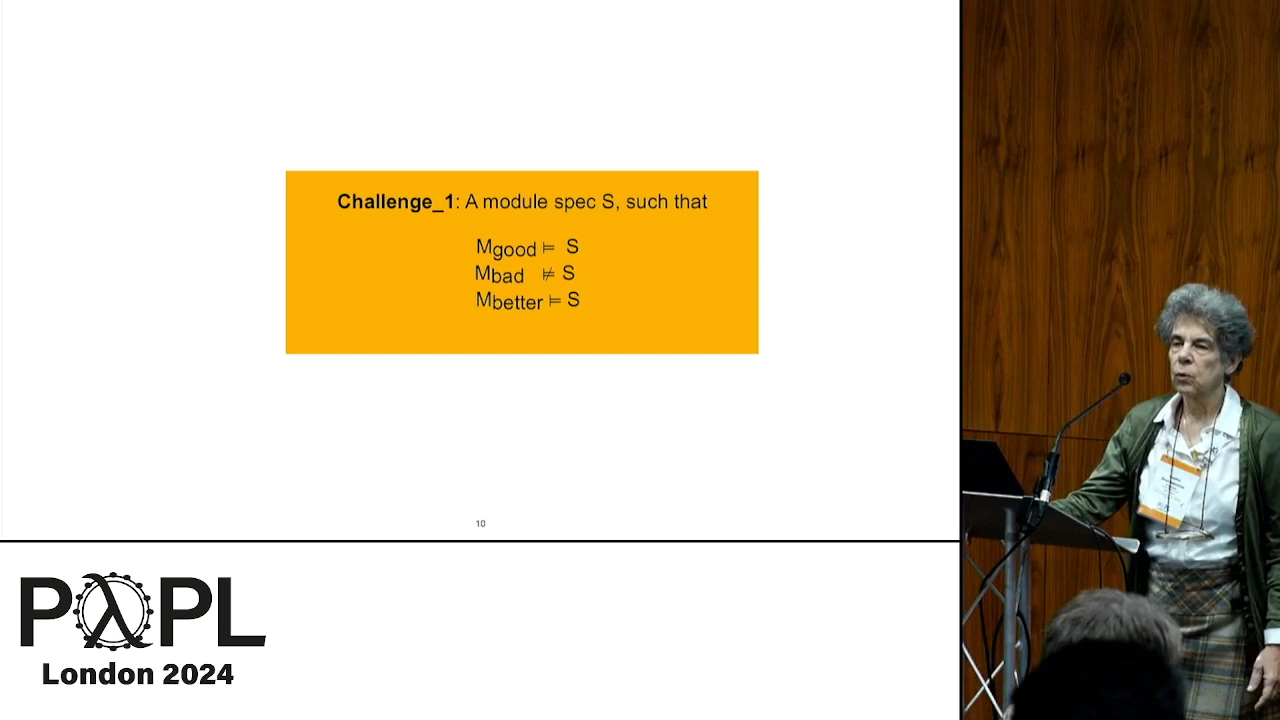 Challenge_1: A module spec S, such that
Mgood ⊨ S
Mbad ⊭ S
Mbetter ⊨ S
10
PλPL
London 2024